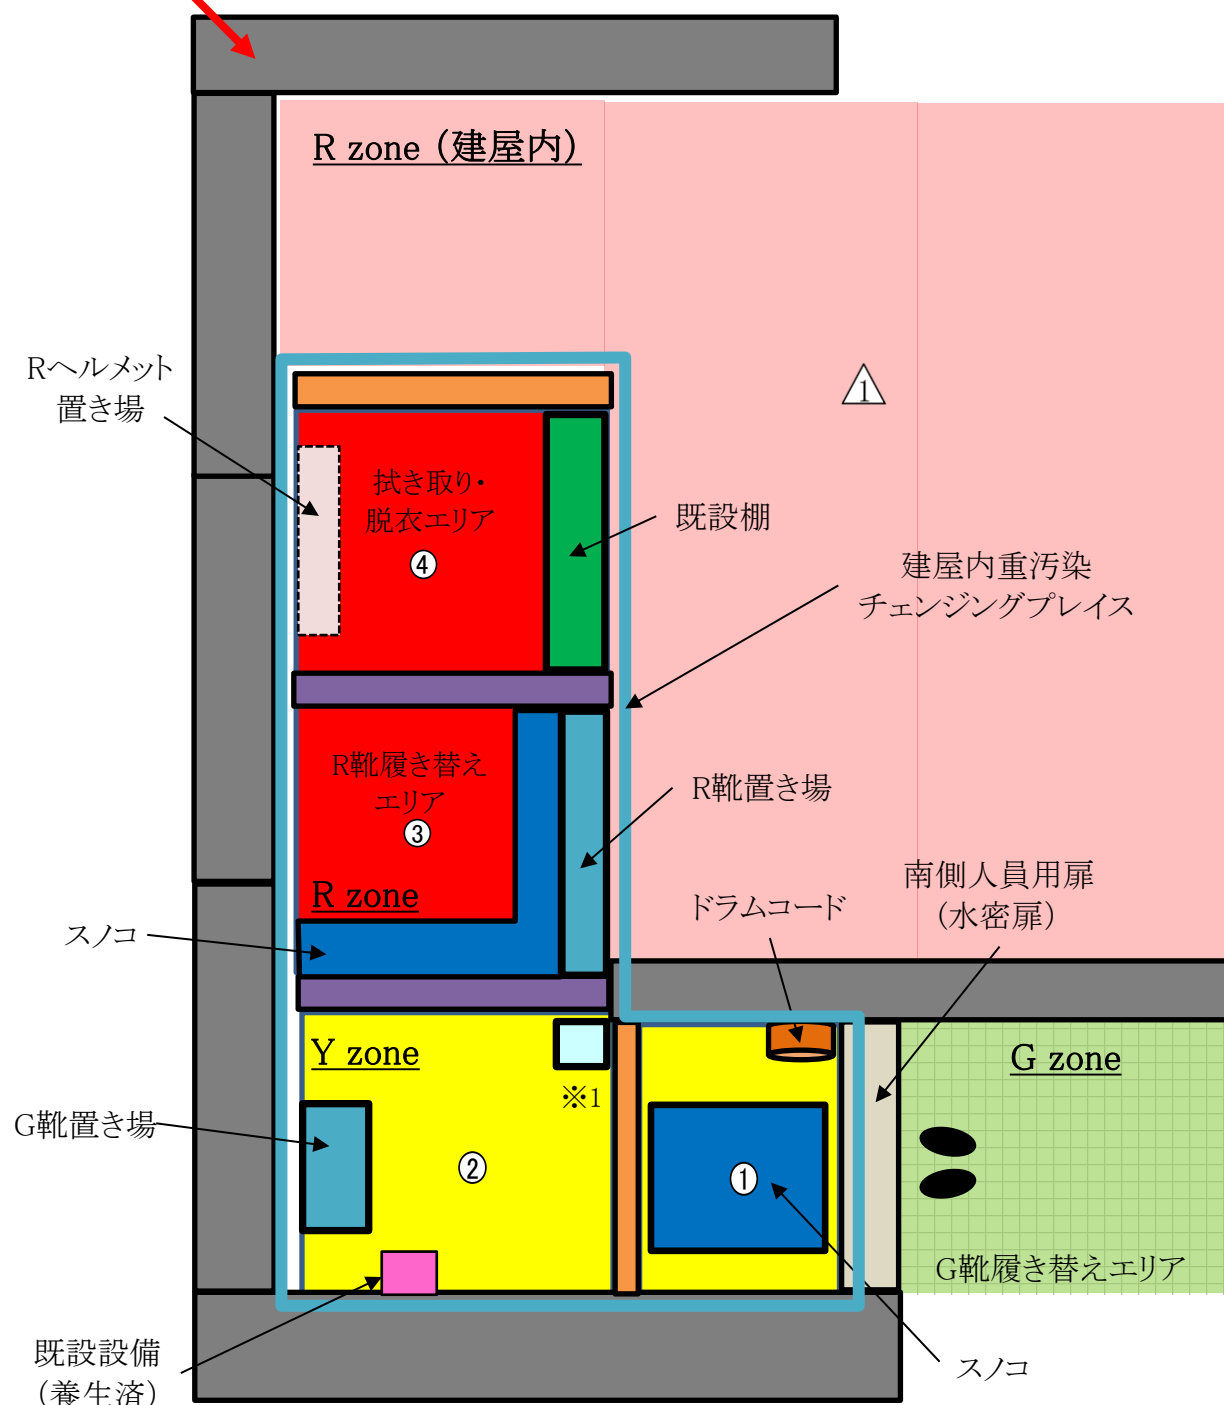 R zone（建屋内）
1
Rヘルメット
置き場
拭き取り・
脱衣エリア
④
既設棚
建屋内重汚染
チェンジングプレイス
R靴履き替え
エリア
③
R zone
R靴置き場
スノコ
ドラムコード
南側人員用扉
（水密扉）
Y zone
※1
G zone
G靴置き場
②
①
G靴履き替えエリア
既設設備
（養生済）
スノコ